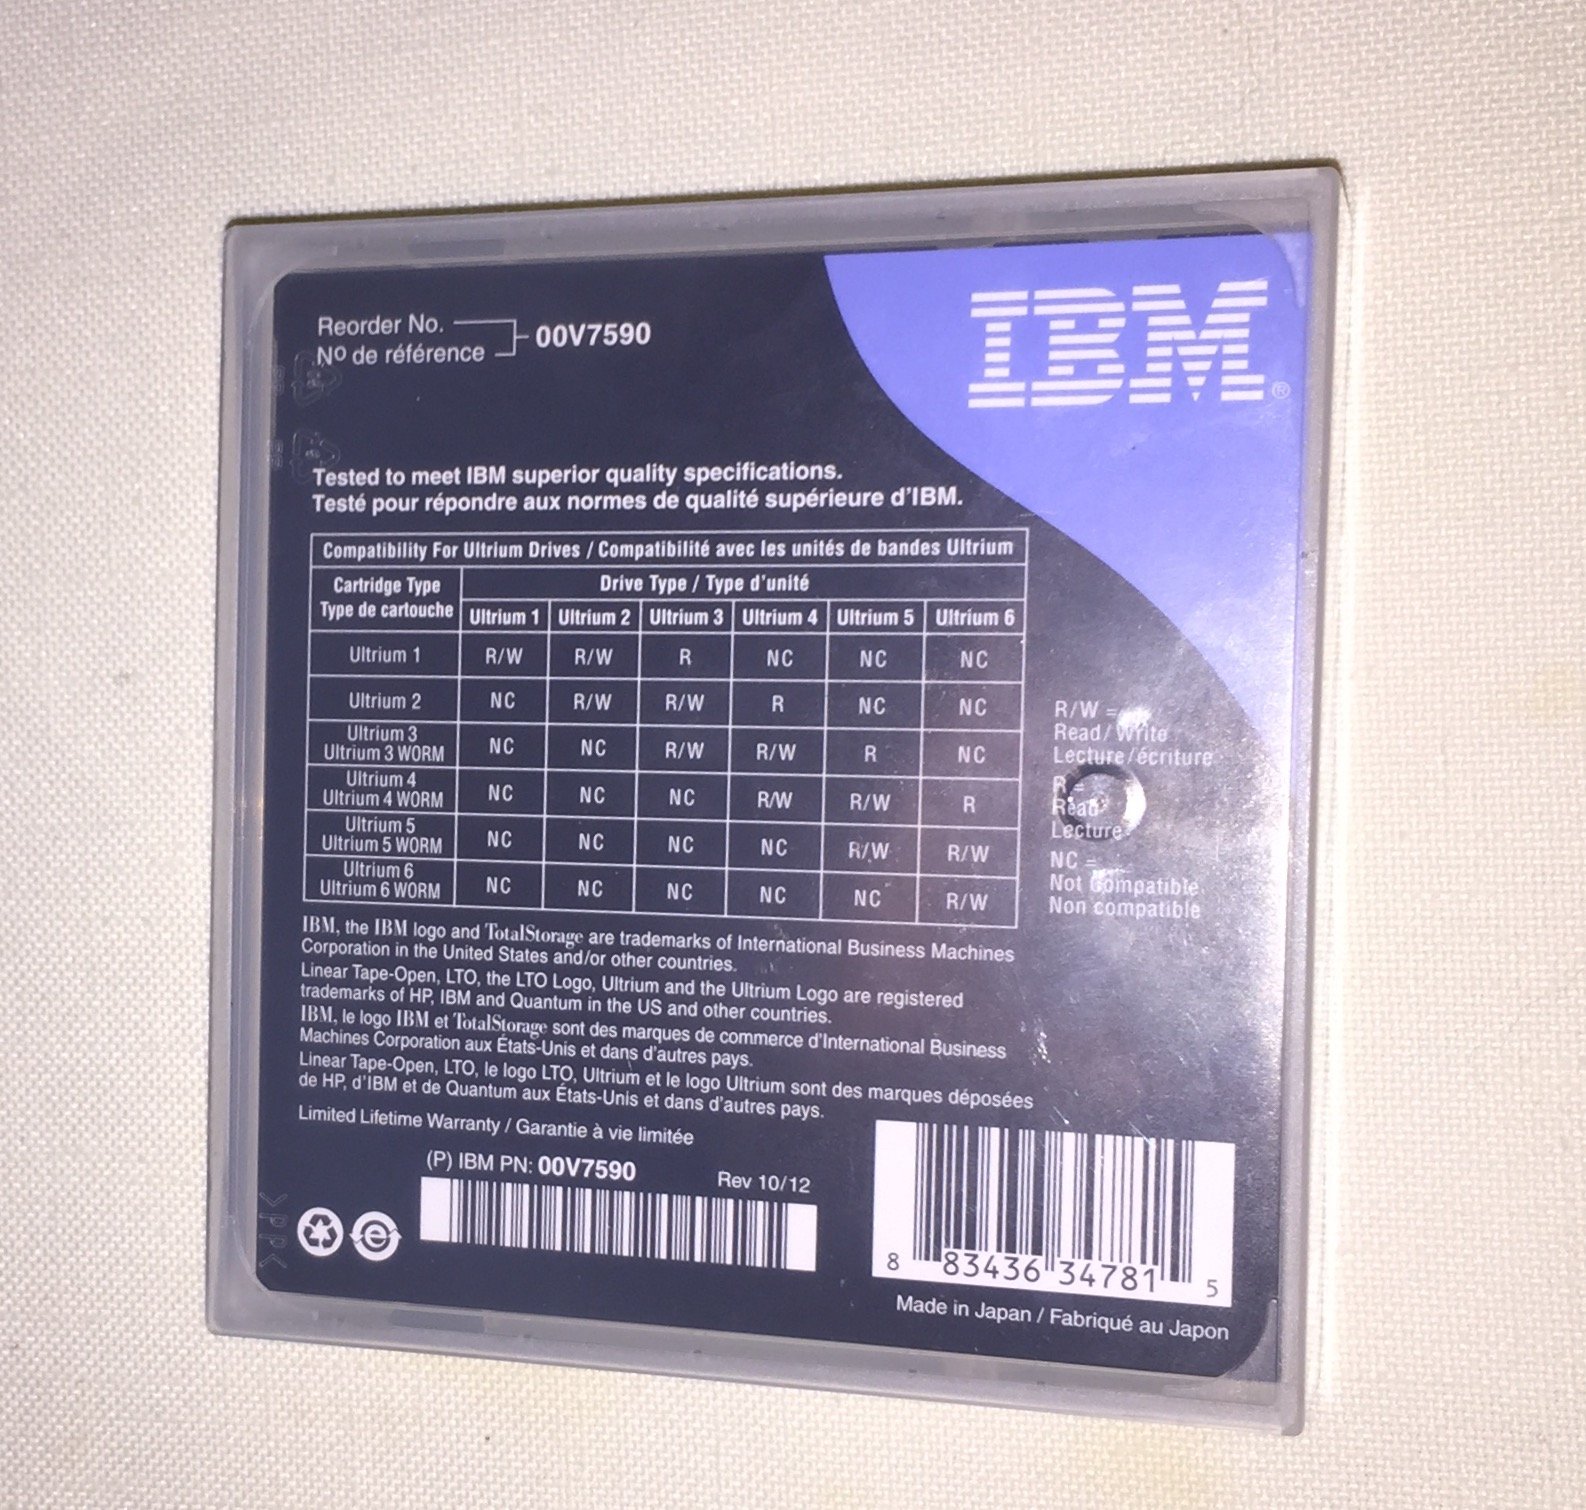 IBM®
Reorder No.
Nº de référence
00V7590
Tested to meet IBM superior quality specifications.
Testé pour répondre aux normes de qualité supérieure d'IBM.
Compatibility For Ultrium Drives / Compatibilité avec les unités de bandes Ultrium
Cartridge Type
Type de cartouche
Drive Type / Type d'unité
Ultrium 1 Ultrium 2 Ultrium 3 Ultrium 4 Ultrium 5 Ultrium 6
Ultrium 1 R/W R/W R NC NC NC
Ultrium 2 NC R/W R/W R NC NC
Ultrium 3
Ultrium 3 WORM NC NC R/W R/W R NC
Ultrium 4
Ultrium 4 WORM NC NC NC R/W R/W R
Ultrium 5
Ultrium 5 WORM NC NC NC NC R/W R/W
Ultrium 6
Ultrium 6 WORM NC NC NC NC NC R/W
R/W =
Read/Write
Lecture/écriture
R =
Read
Lecture
NC =
Not Compatible
Non compatible
IBM, the IBM logo and TotalStorage are trademarks of International Business Machines
Corporation in the United States and/or other countries.
Linear Tape-Open, LTO, the LTO Logo, Ultrium and the Ultrium Logo are registered
trademarks of HP, IBM and Quantum in the US and other countries.
IBM, le logo IBM et TotalStorage sont des marques de commerce d'International Business
Machines Corporation aux États-Unis et dans d'autres pays.
Linear Tape-Open, LTO, le logo LTO, Ultrium et le logo Ultrium sont des marques déposées
de HP, d'IBM et de Quantum aux États-Unis et dans d'autres pays.
Limited Lifetime Warranty / Garantie à vie limitée
(P) IBM PN: 00V7590
Rev 10/12
>PP<
8 83436 34781 5
Made in Japan / Fabriqué au Japon